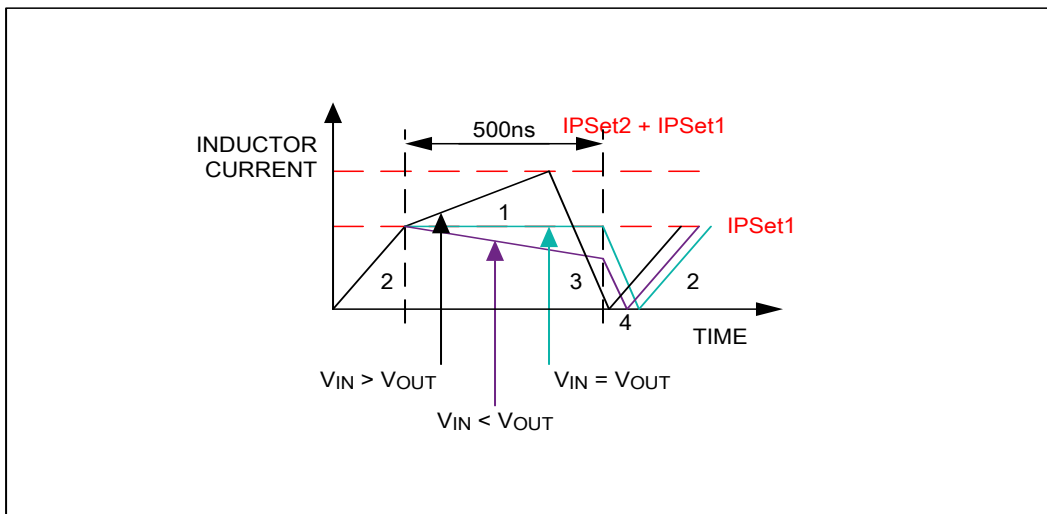 500ns
IPSet2 + IPSet1
INDUCTOR
CURRENT
1
IPSet1
2
3
2
4
TIME
VIN > VOUT
VIN = VOUT
VIN < VOUT